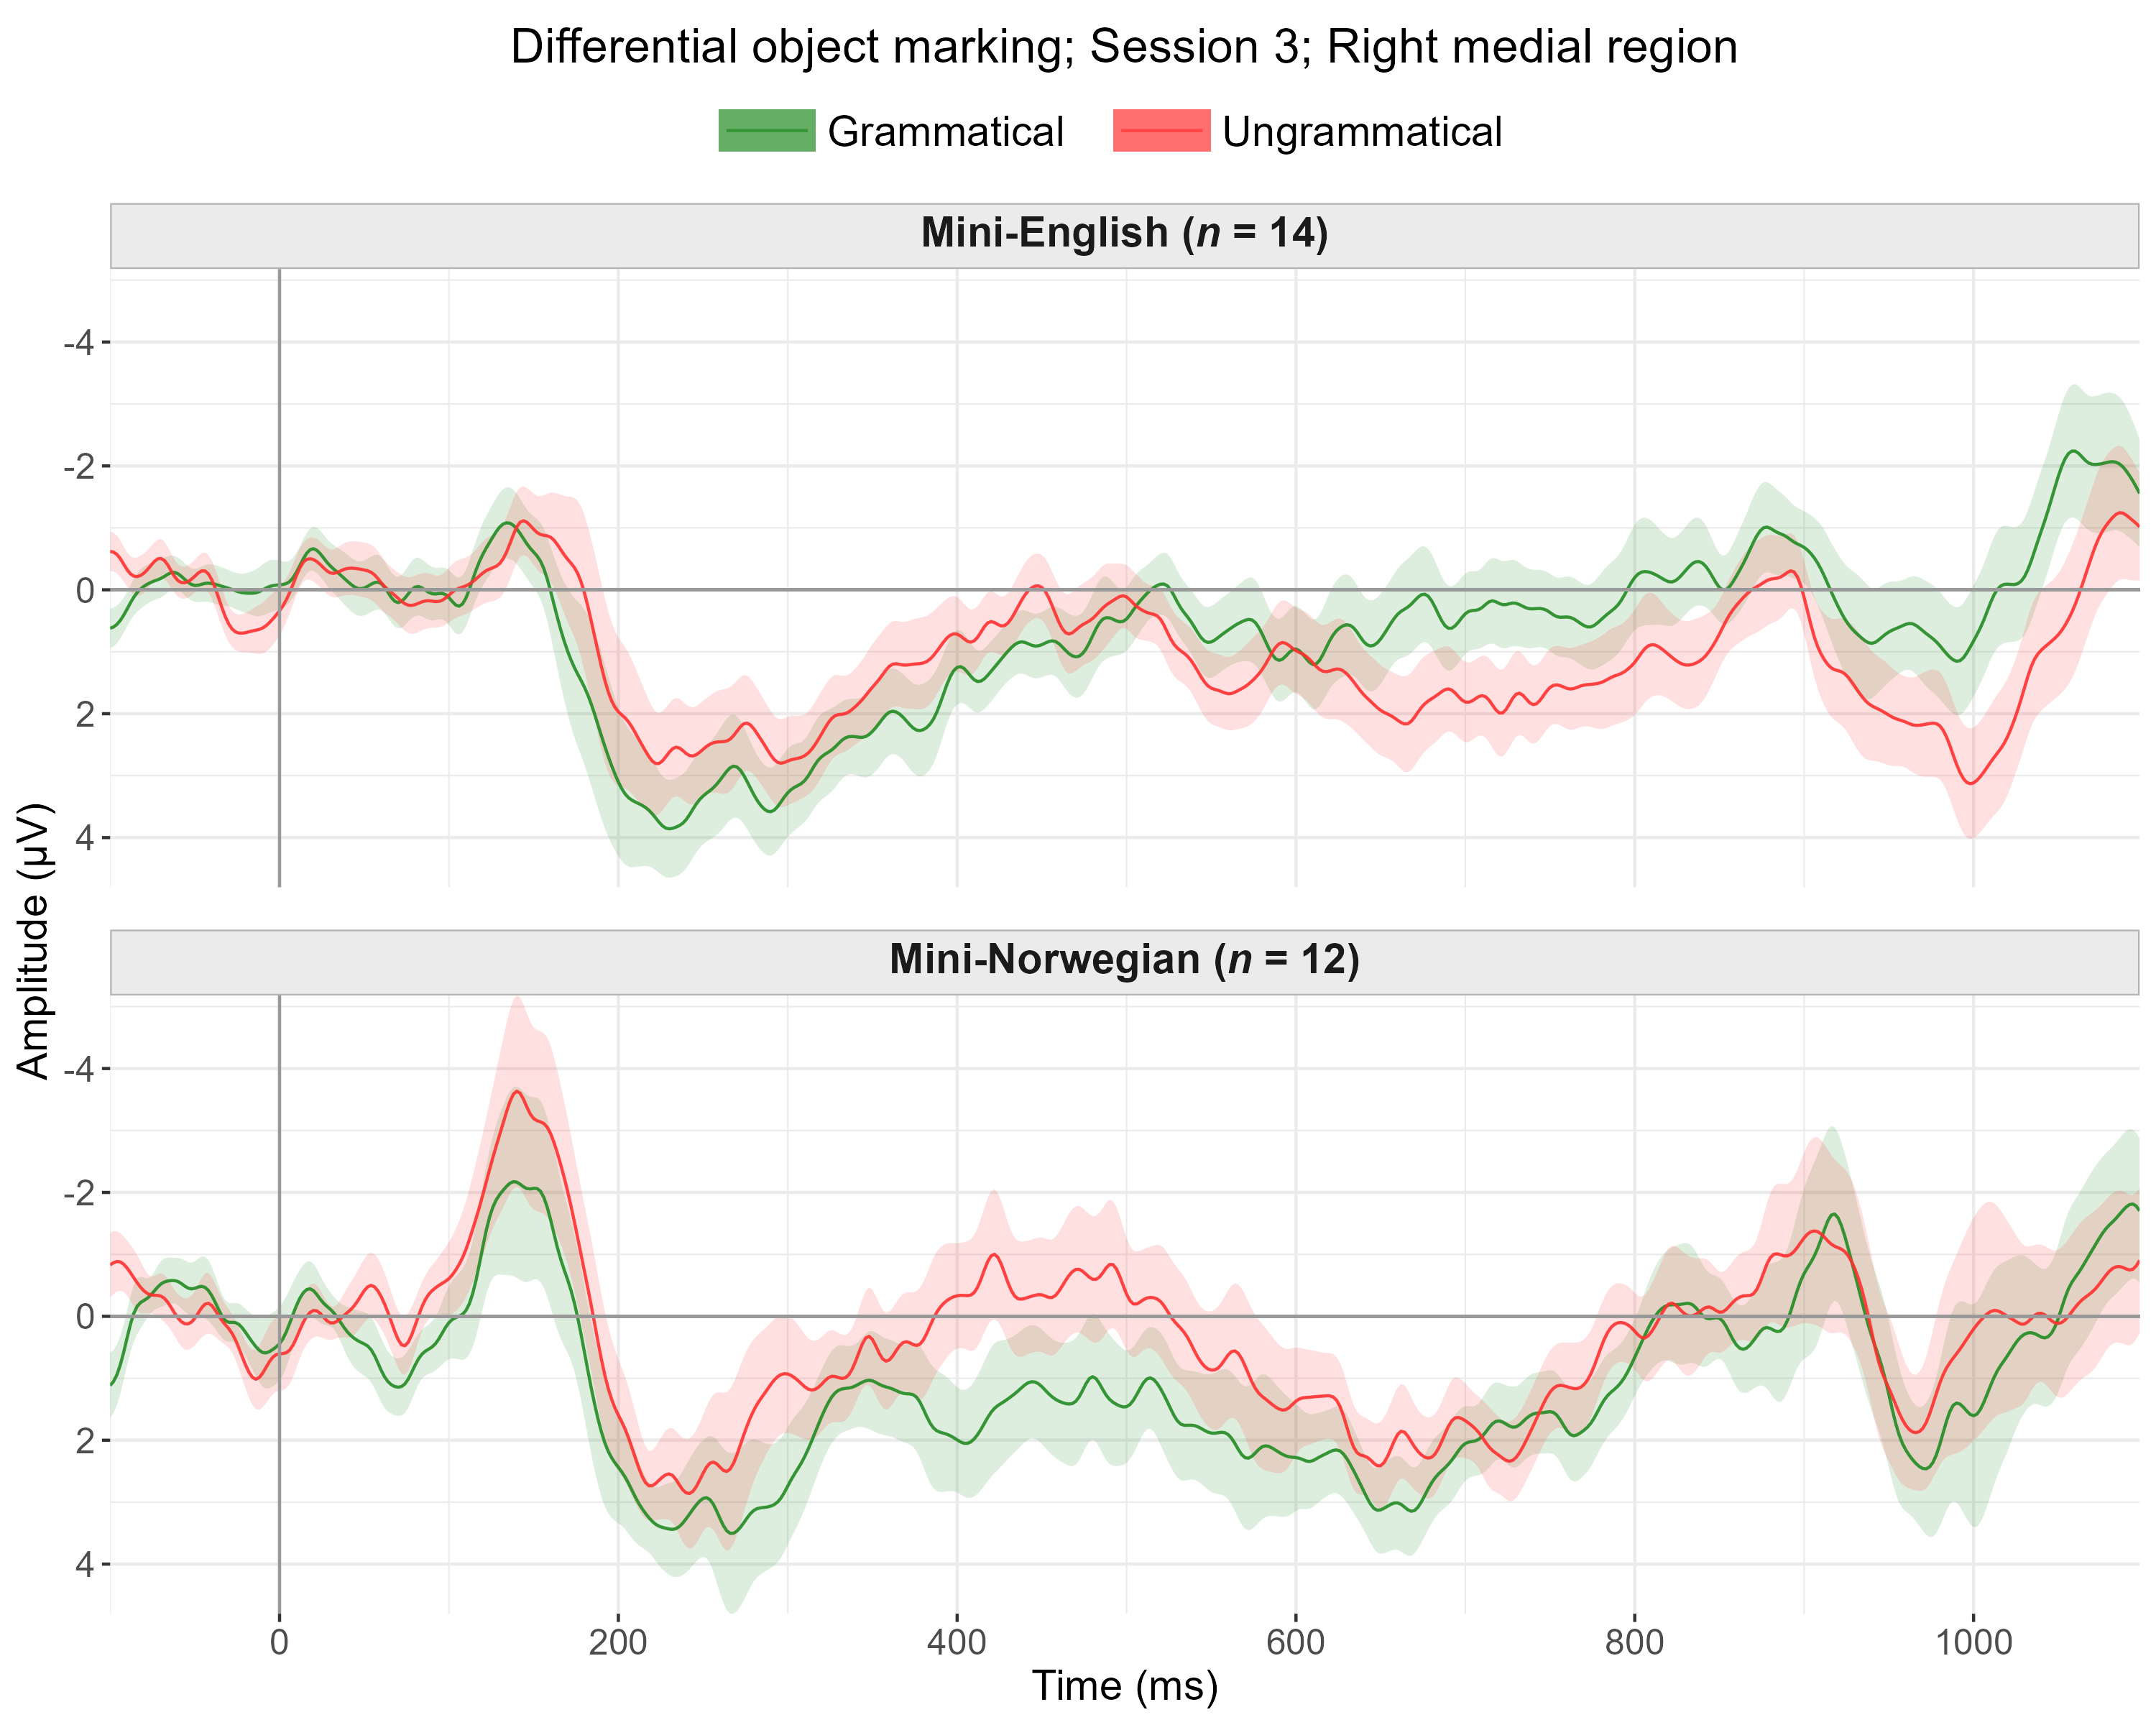 Differential object marking; Session 3; Right medial region
Grammatical Ungrammatical
Mini-English (n = 14)
-4
-2
0
2
4
Amplitude (µV)
Mini-Norwegian (n = 12)
-4
-2
0
2
4
0 200 400 600 800 1000
Time (ms)